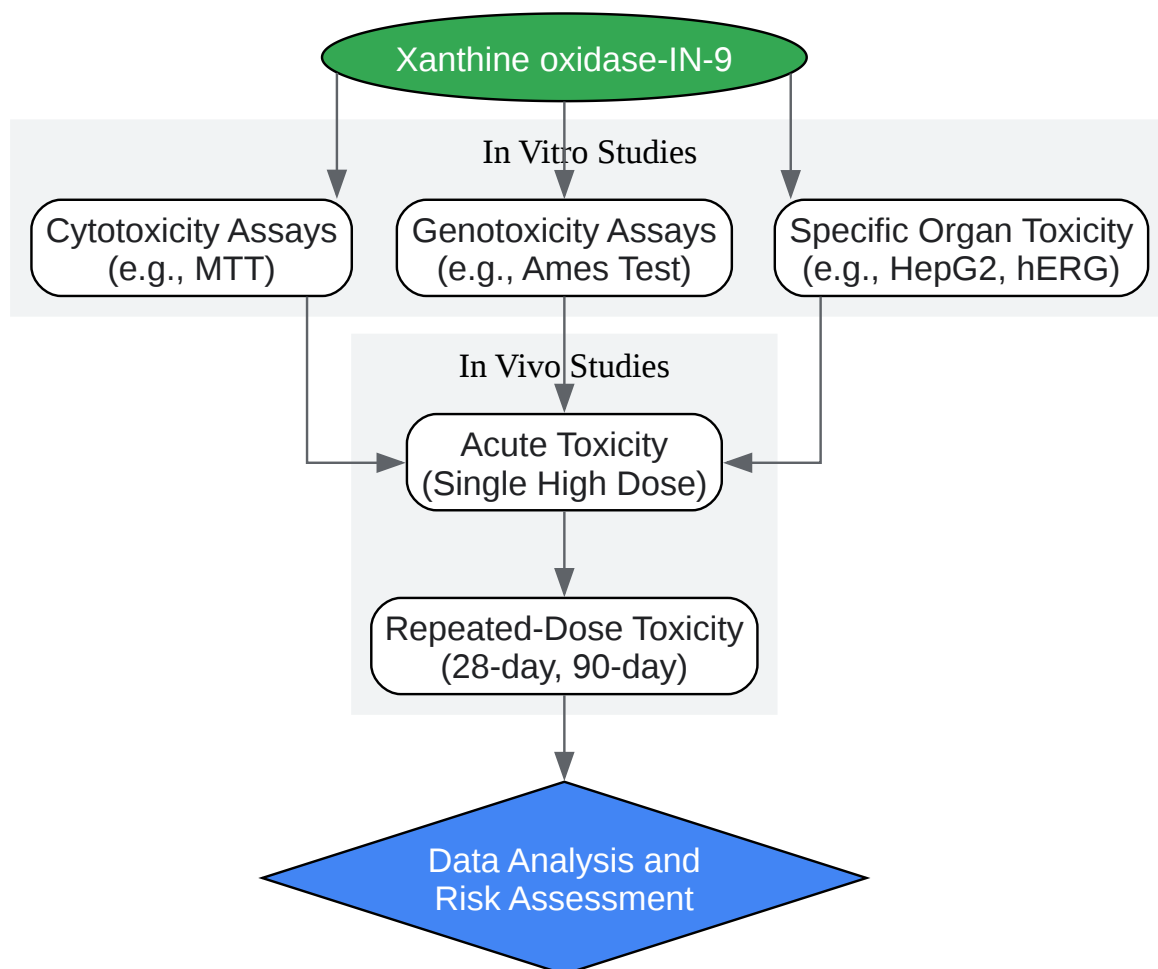 Xanthine oxidase-IN-9
In Vitro Studies
Cytotoxicity Assays
(e.g., MTT)
Genotoxicity Assays
(e.g., Ames Test)
Specific Organ Toxicity
(e.g., HepG2, hERG)
In Vivo Studies
Acute Toxicity
(Single High Dose)
Repeated-Dose Toxicity
(28-day, 90-day)
Data Analysis and
Risk Assessment